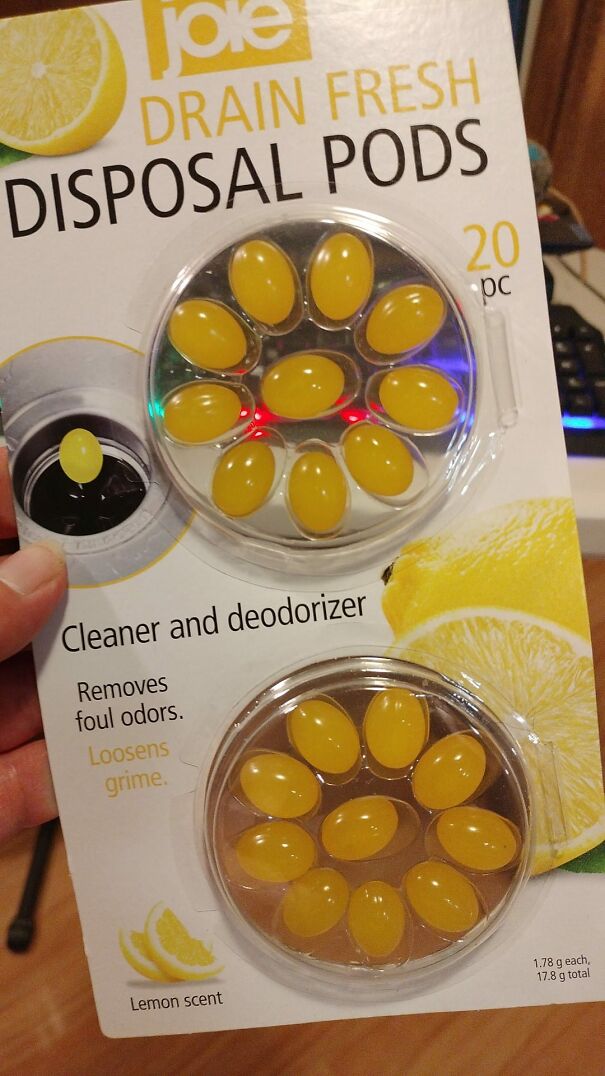 joie
DRAIN FRESH
DISPOSAL PODS
20
pc
Cleaner and deodorizer
Removes
foul odors.
Loosens
grime.
Lemon scent
1.78 g each,
17.8 g total